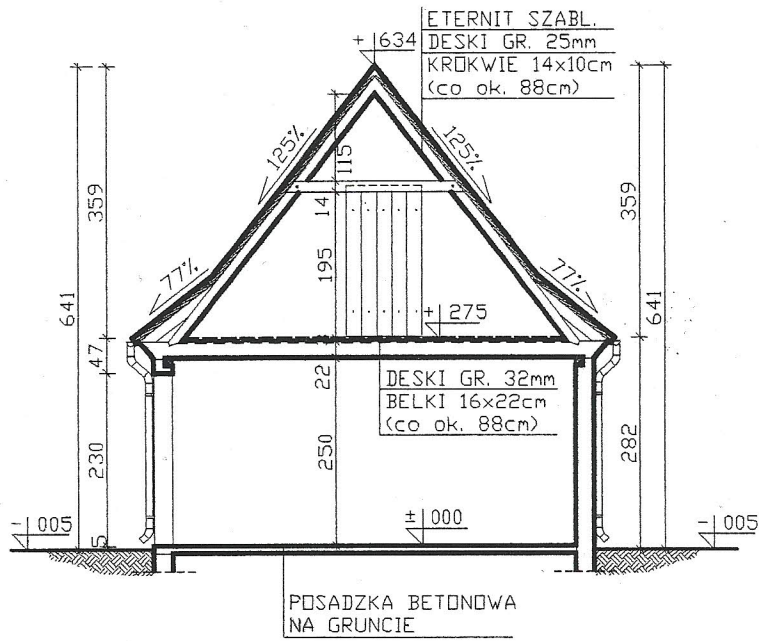 ETERNIT SZABL.
+ 634
DESKI GR. 25mm
KROKWIE 14x10cm
(co ok. 88cm)
125%
125%
115
359
14
359
195
77%
77%
+ 275
641
641
47
22
DESKI GR. 32mm
BELKI 16x22cm
(co ok. 88cm)
230
250
282
- 005
5
± 000
- 005
POSADZKA BETONOWA
NA GRUNCIE